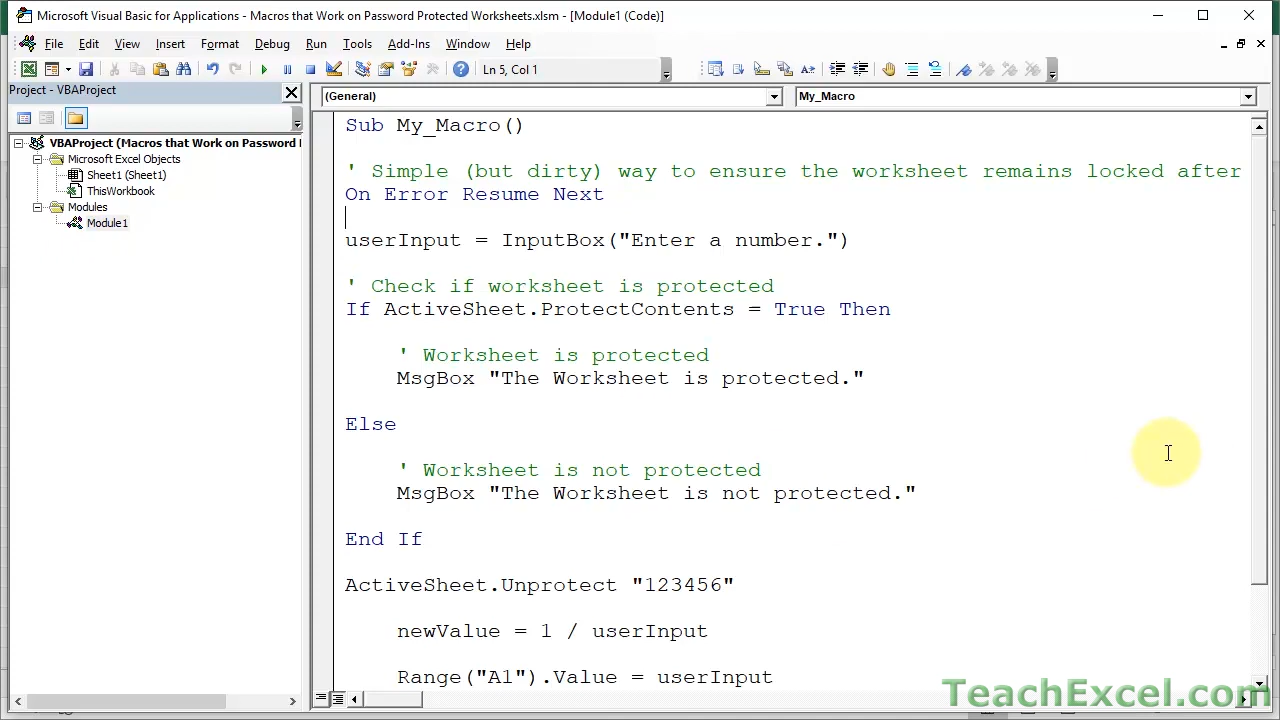 Microsoft Visual Basic for Applications - Macros that Work on Password Protected Worksheets.xlsm - [Module1 (Code)]
File Edit View Insert Format Debug Run Tools Add-Ins Window Help
Ln 5, Col 1
Project - VBAProject
(General) My_Macro
VBAProject (Macros that Work on Password
Microsoft Excel Objects
Sheet1 (Sheet1)
ThisWorkbook
Modules
Module1
Sub My_Macro()
' Simple (but dirty) way to ensure the worksheet remains locked after
On Error Resume Next
userInput = InputBox("Enter a number.")
' Check if worksheet is protected
If ActiveSheet.ProtectContents = True Then
' Worksheet is protected
MsgBox "The Worksheet is protected."
Else
' Worksheet is not protected
MsgBox "The Worksheet is not protected."
End If
ActiveSheet.Unprotect "123456"
newValue = 1 / userInput
Range("A1").Value = userInput
TeachExcel.com